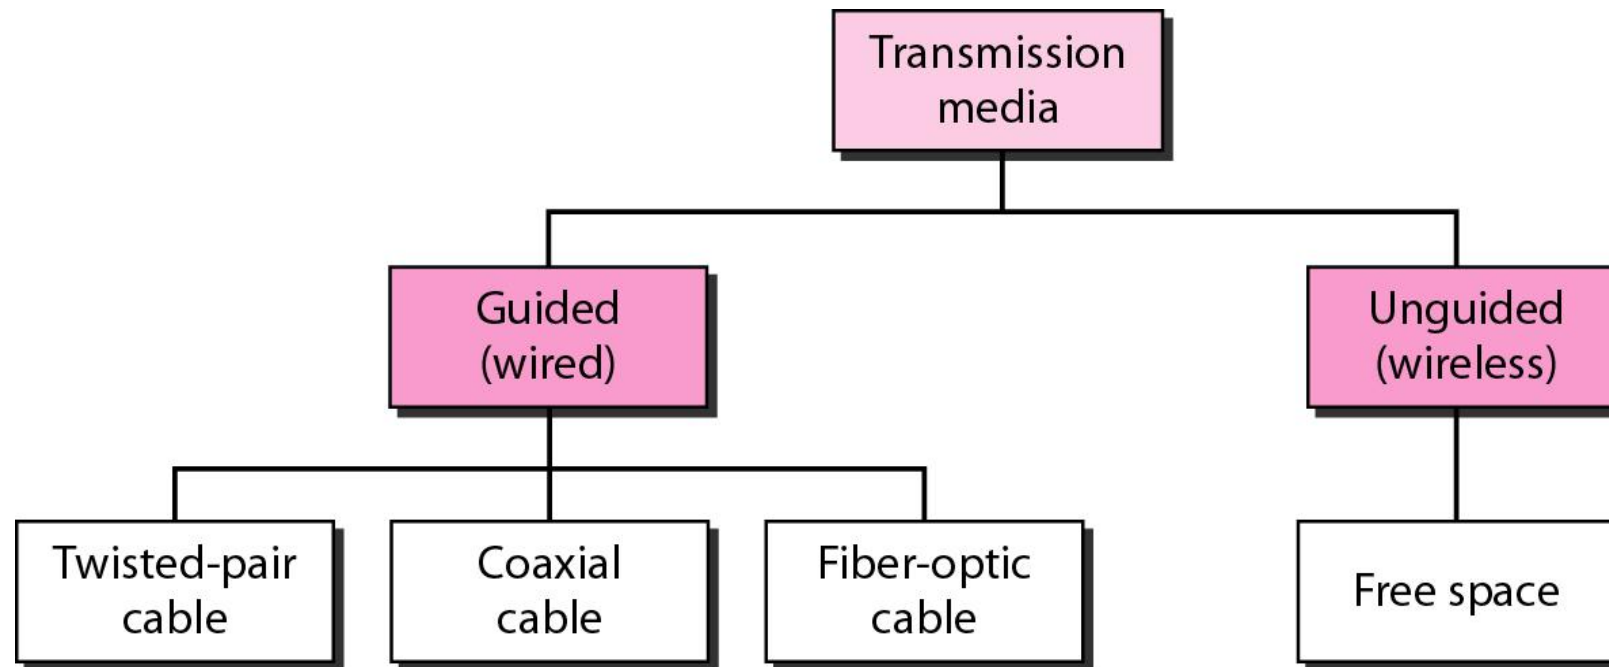 Transmission
media
Guided
(wired)
Unguided
(wireless)
Twisted-pair
cable
Coaxial
cable
Fiber-optic
cable
Free space